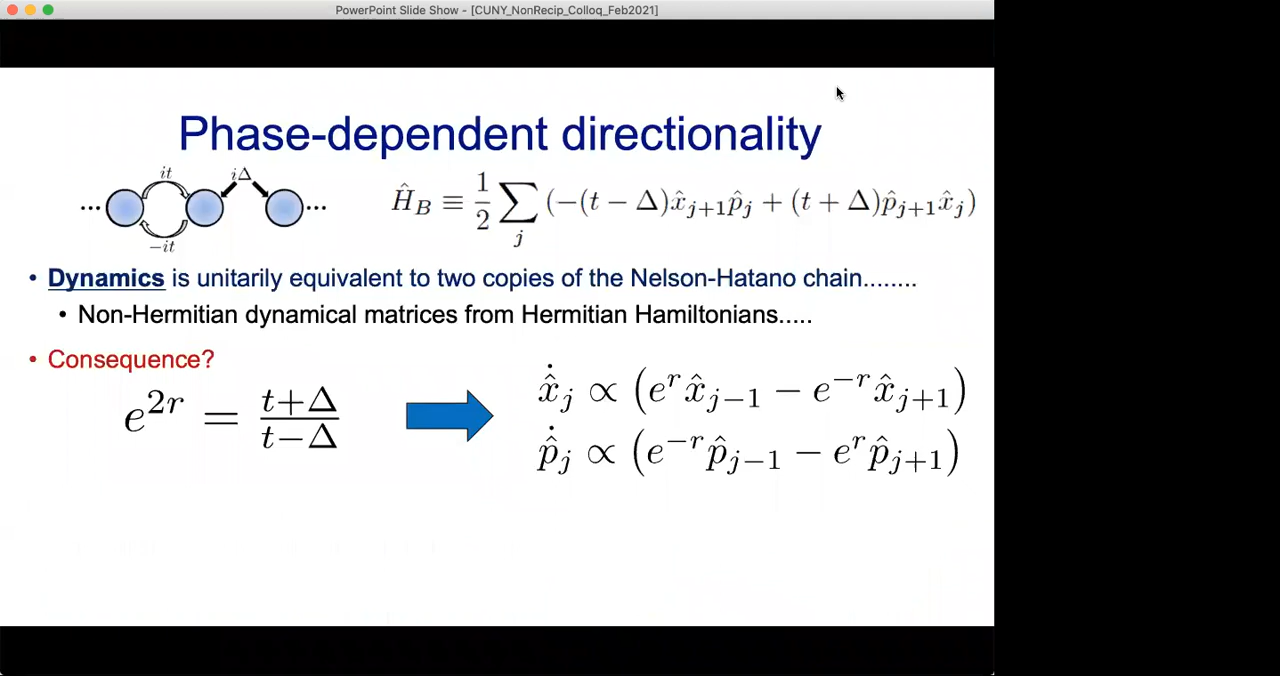 PowerPoint Slide Show - [CUNY_NonRecip_Colloq_Feb2021]
Phase-dependent directionality
... it −it iΔ ...
Ĥ_B ≡ 1/2 ∑_j (−(t − Δ)x̂_{j+1}p̂_j + (t + Δ)p̂_{j+1}x̂_j)
• Dynamics is unitarily equivalent to two copies of the Nelson-Hatano chain........
• Non-Hermitian dynamical matrices from Hermitian Hamiltonians.....
• Consequence?
e^{2r} = (t+Δ)/(t−Δ)
ẋ̂_j ∝ (e^r x̂_{j−1} − e^{−r} x̂_{j+1})
ṗ̂_j ∝ (e^{−r} p̂_{j−1} − e^r p̂_{j+1})